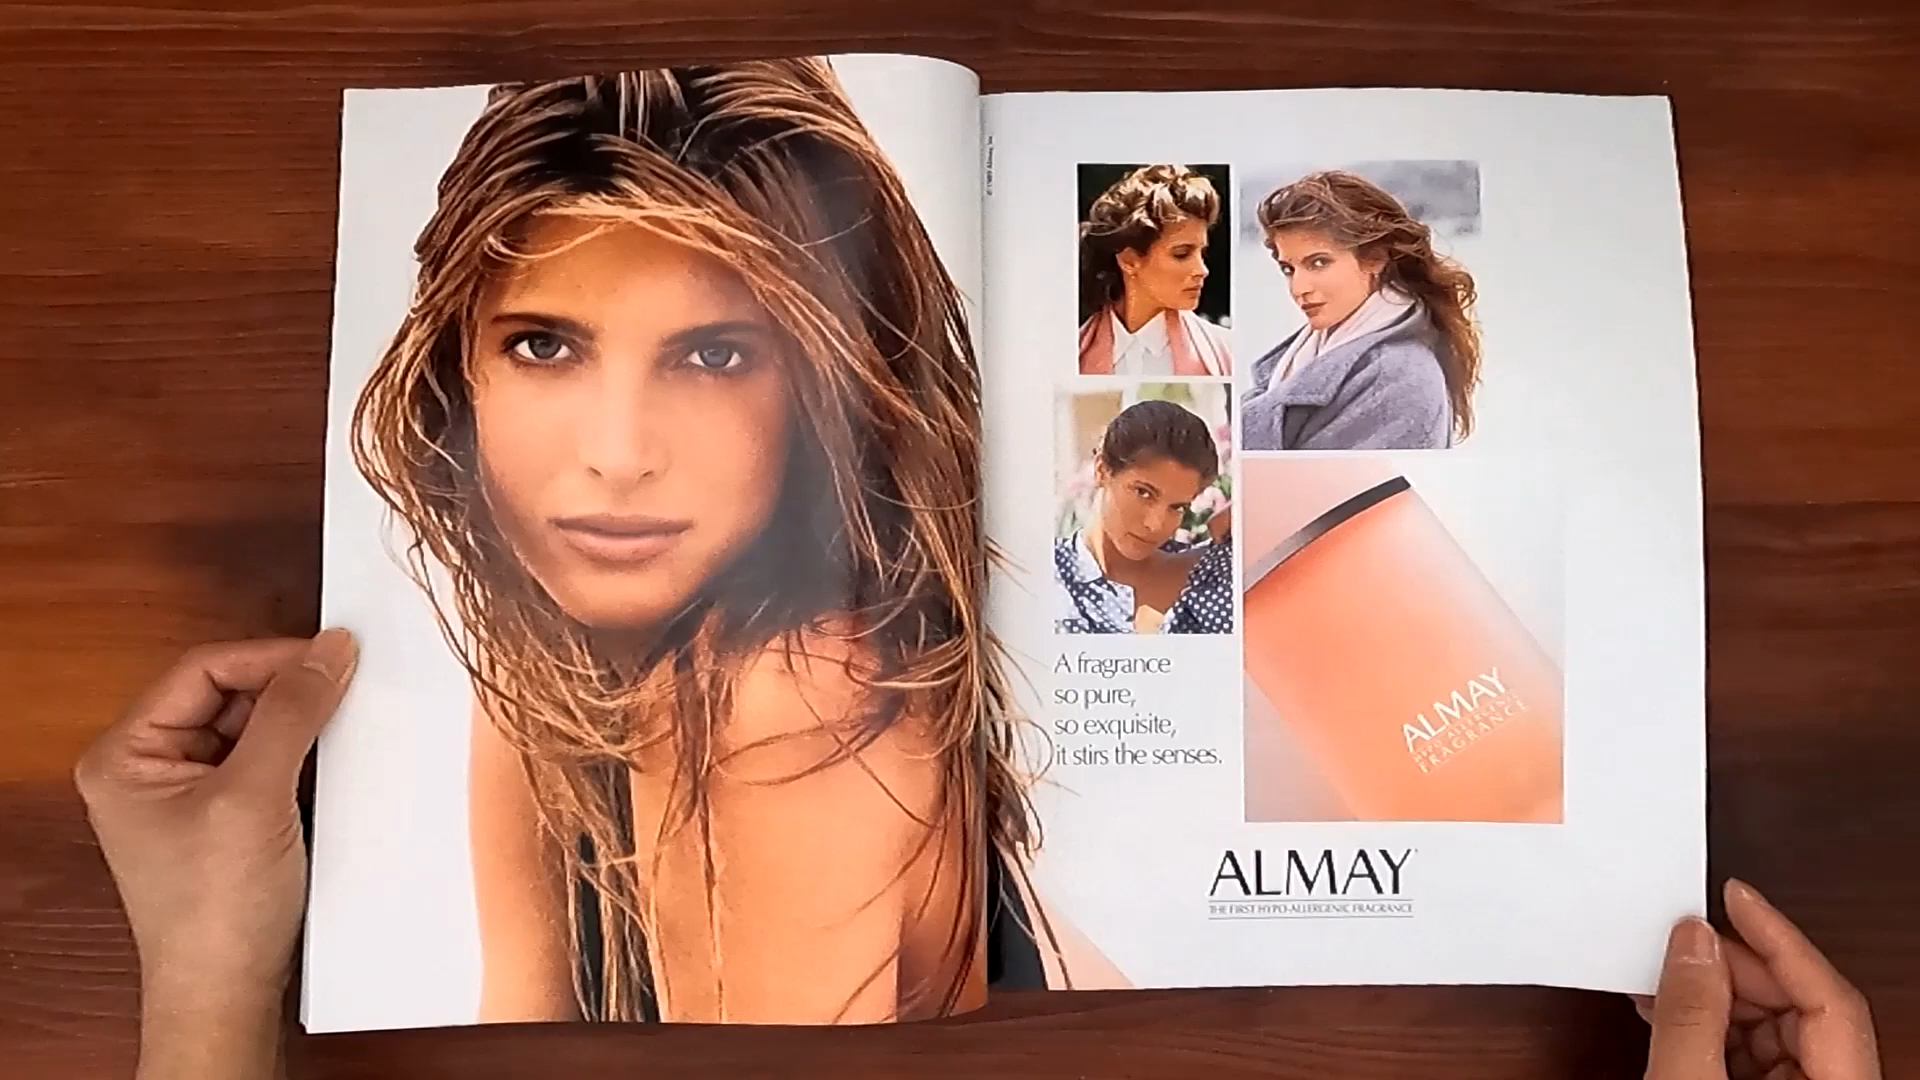 A fragrance
so pure,
so exquisite,
it stirs the senses.
ALMAY
HYPO-ALLERGENIC
FRAGRANCE
ALMAY
THE FIRST HYPO-ALLERGENIC FRAGRANCE